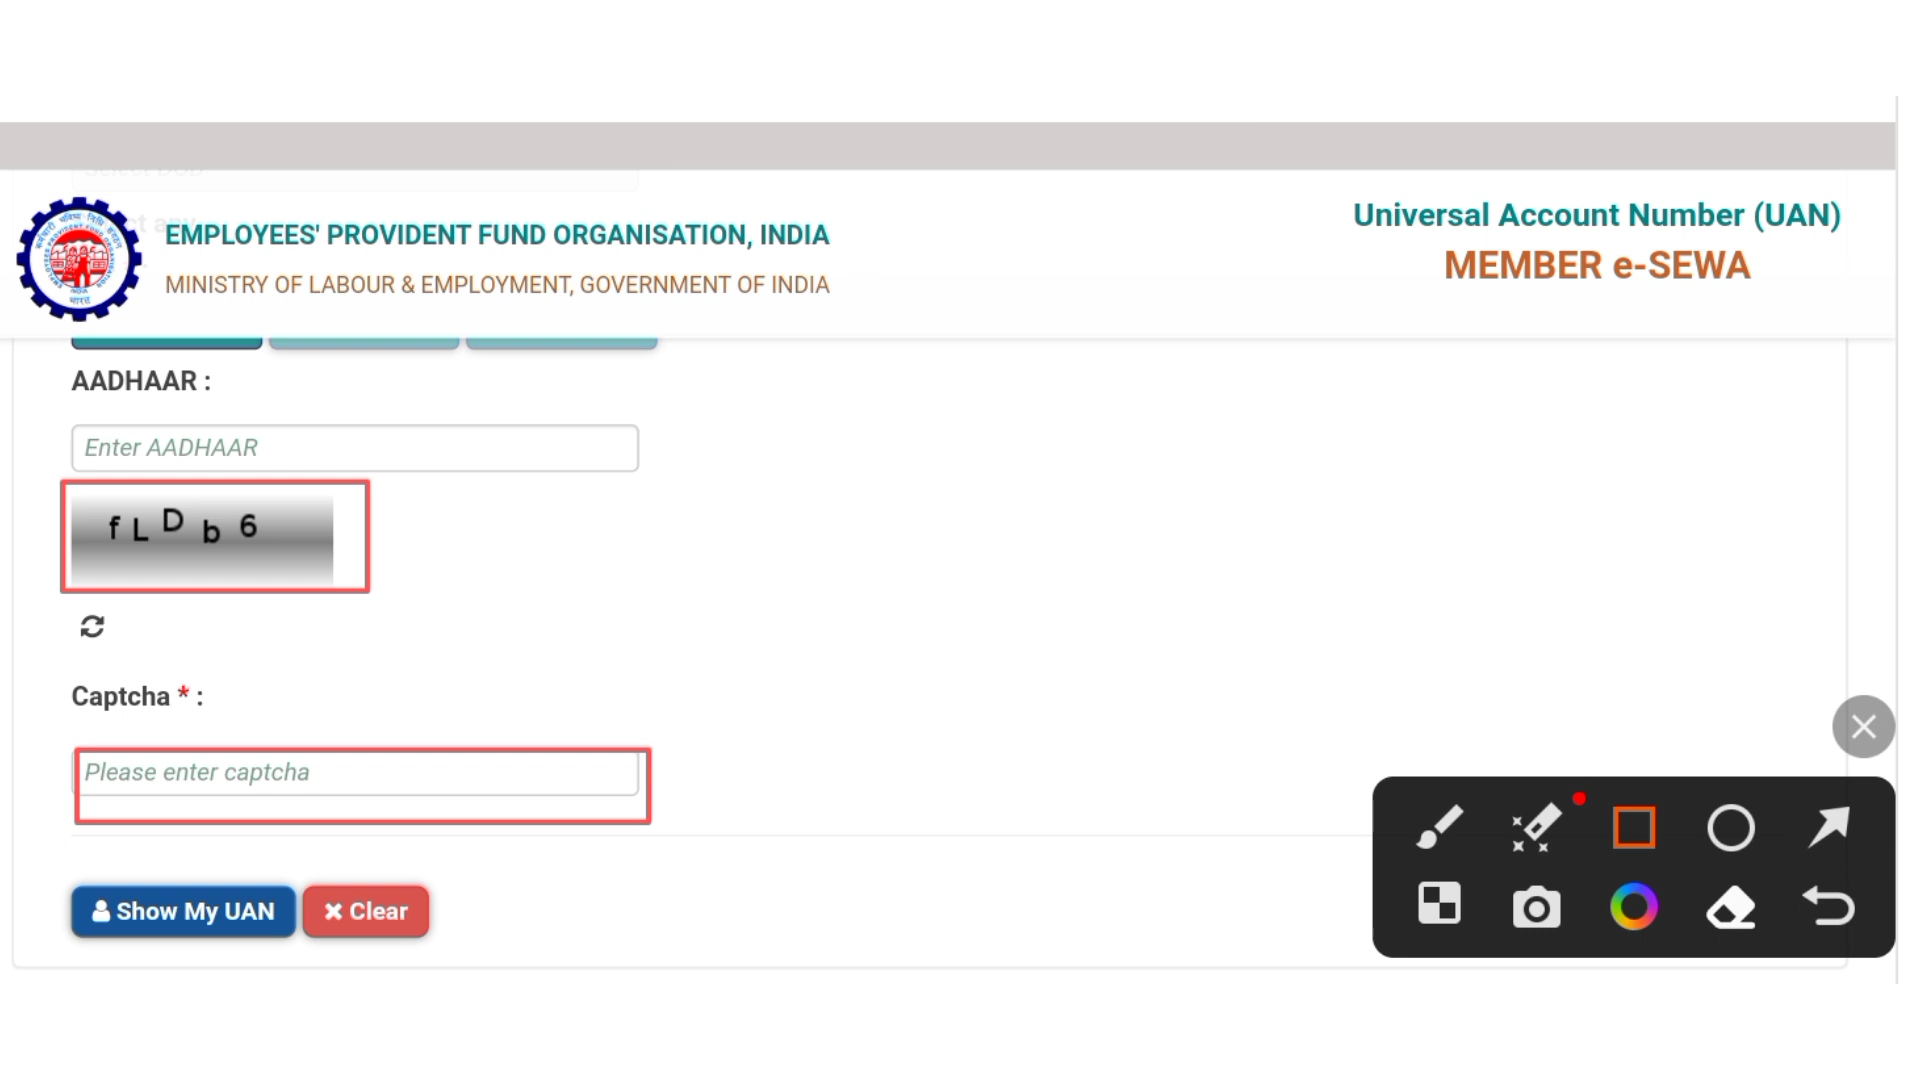 EMPLOYEES' PROVIDENT FUND ORGANISATION, INDIA
MINISTRY OF LABOUR & EMPLOYMENT, GOVERNMENT OF INDIA
Universal Account Number (UAN)
MEMBER e-SEWA
AADHAAR :
Enter AADHAAR
f L D b 6
Captcha * :
Please enter captcha
Show My UAN
Clear